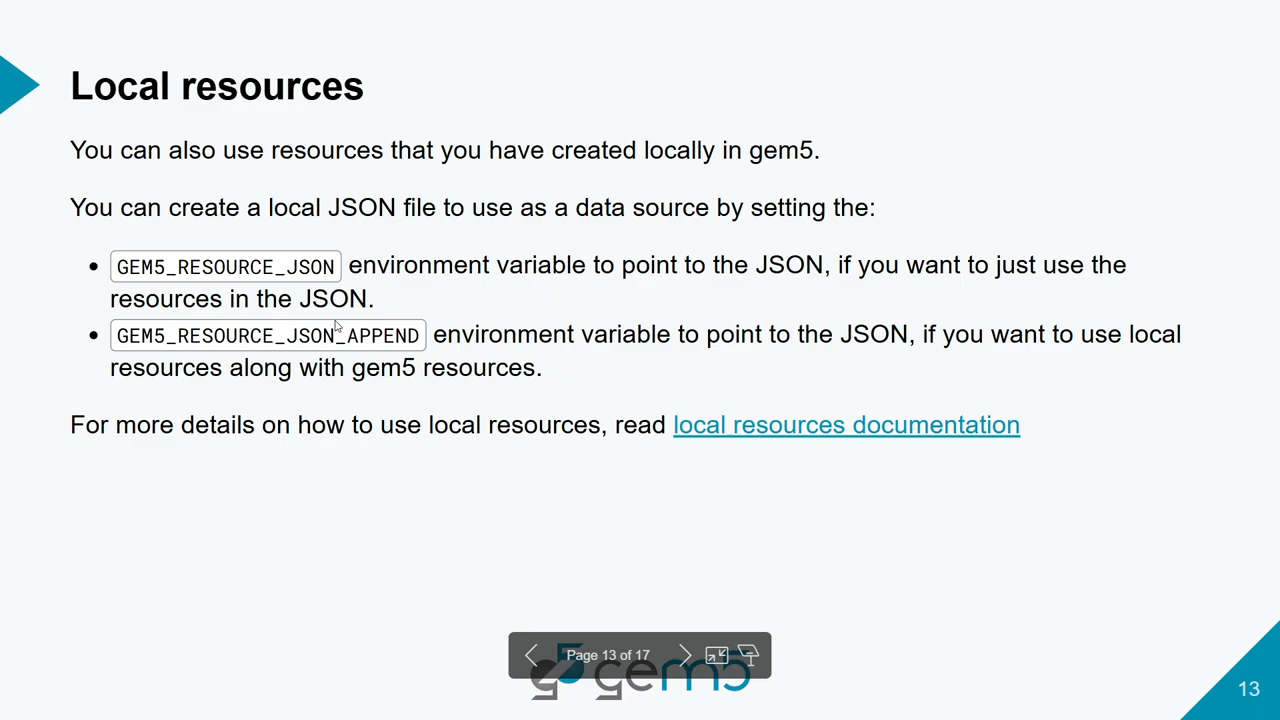 Local resources
You can also use resources that you have created locally in gem5.
You can create a local JSON file to use as a data source by setting the:
• GEM5_RESOURCE_JSON environment variable to point to the JSON, if you want to just use the
resources in the JSON.
• GEM5_RESOURCE_JSON_APPEND environment variable to point to the JSON, if you want to use local
resources along with gem5 resources.
For more details on how to use local resources, read local resources documentation
Page 13 of 17
gem5
13